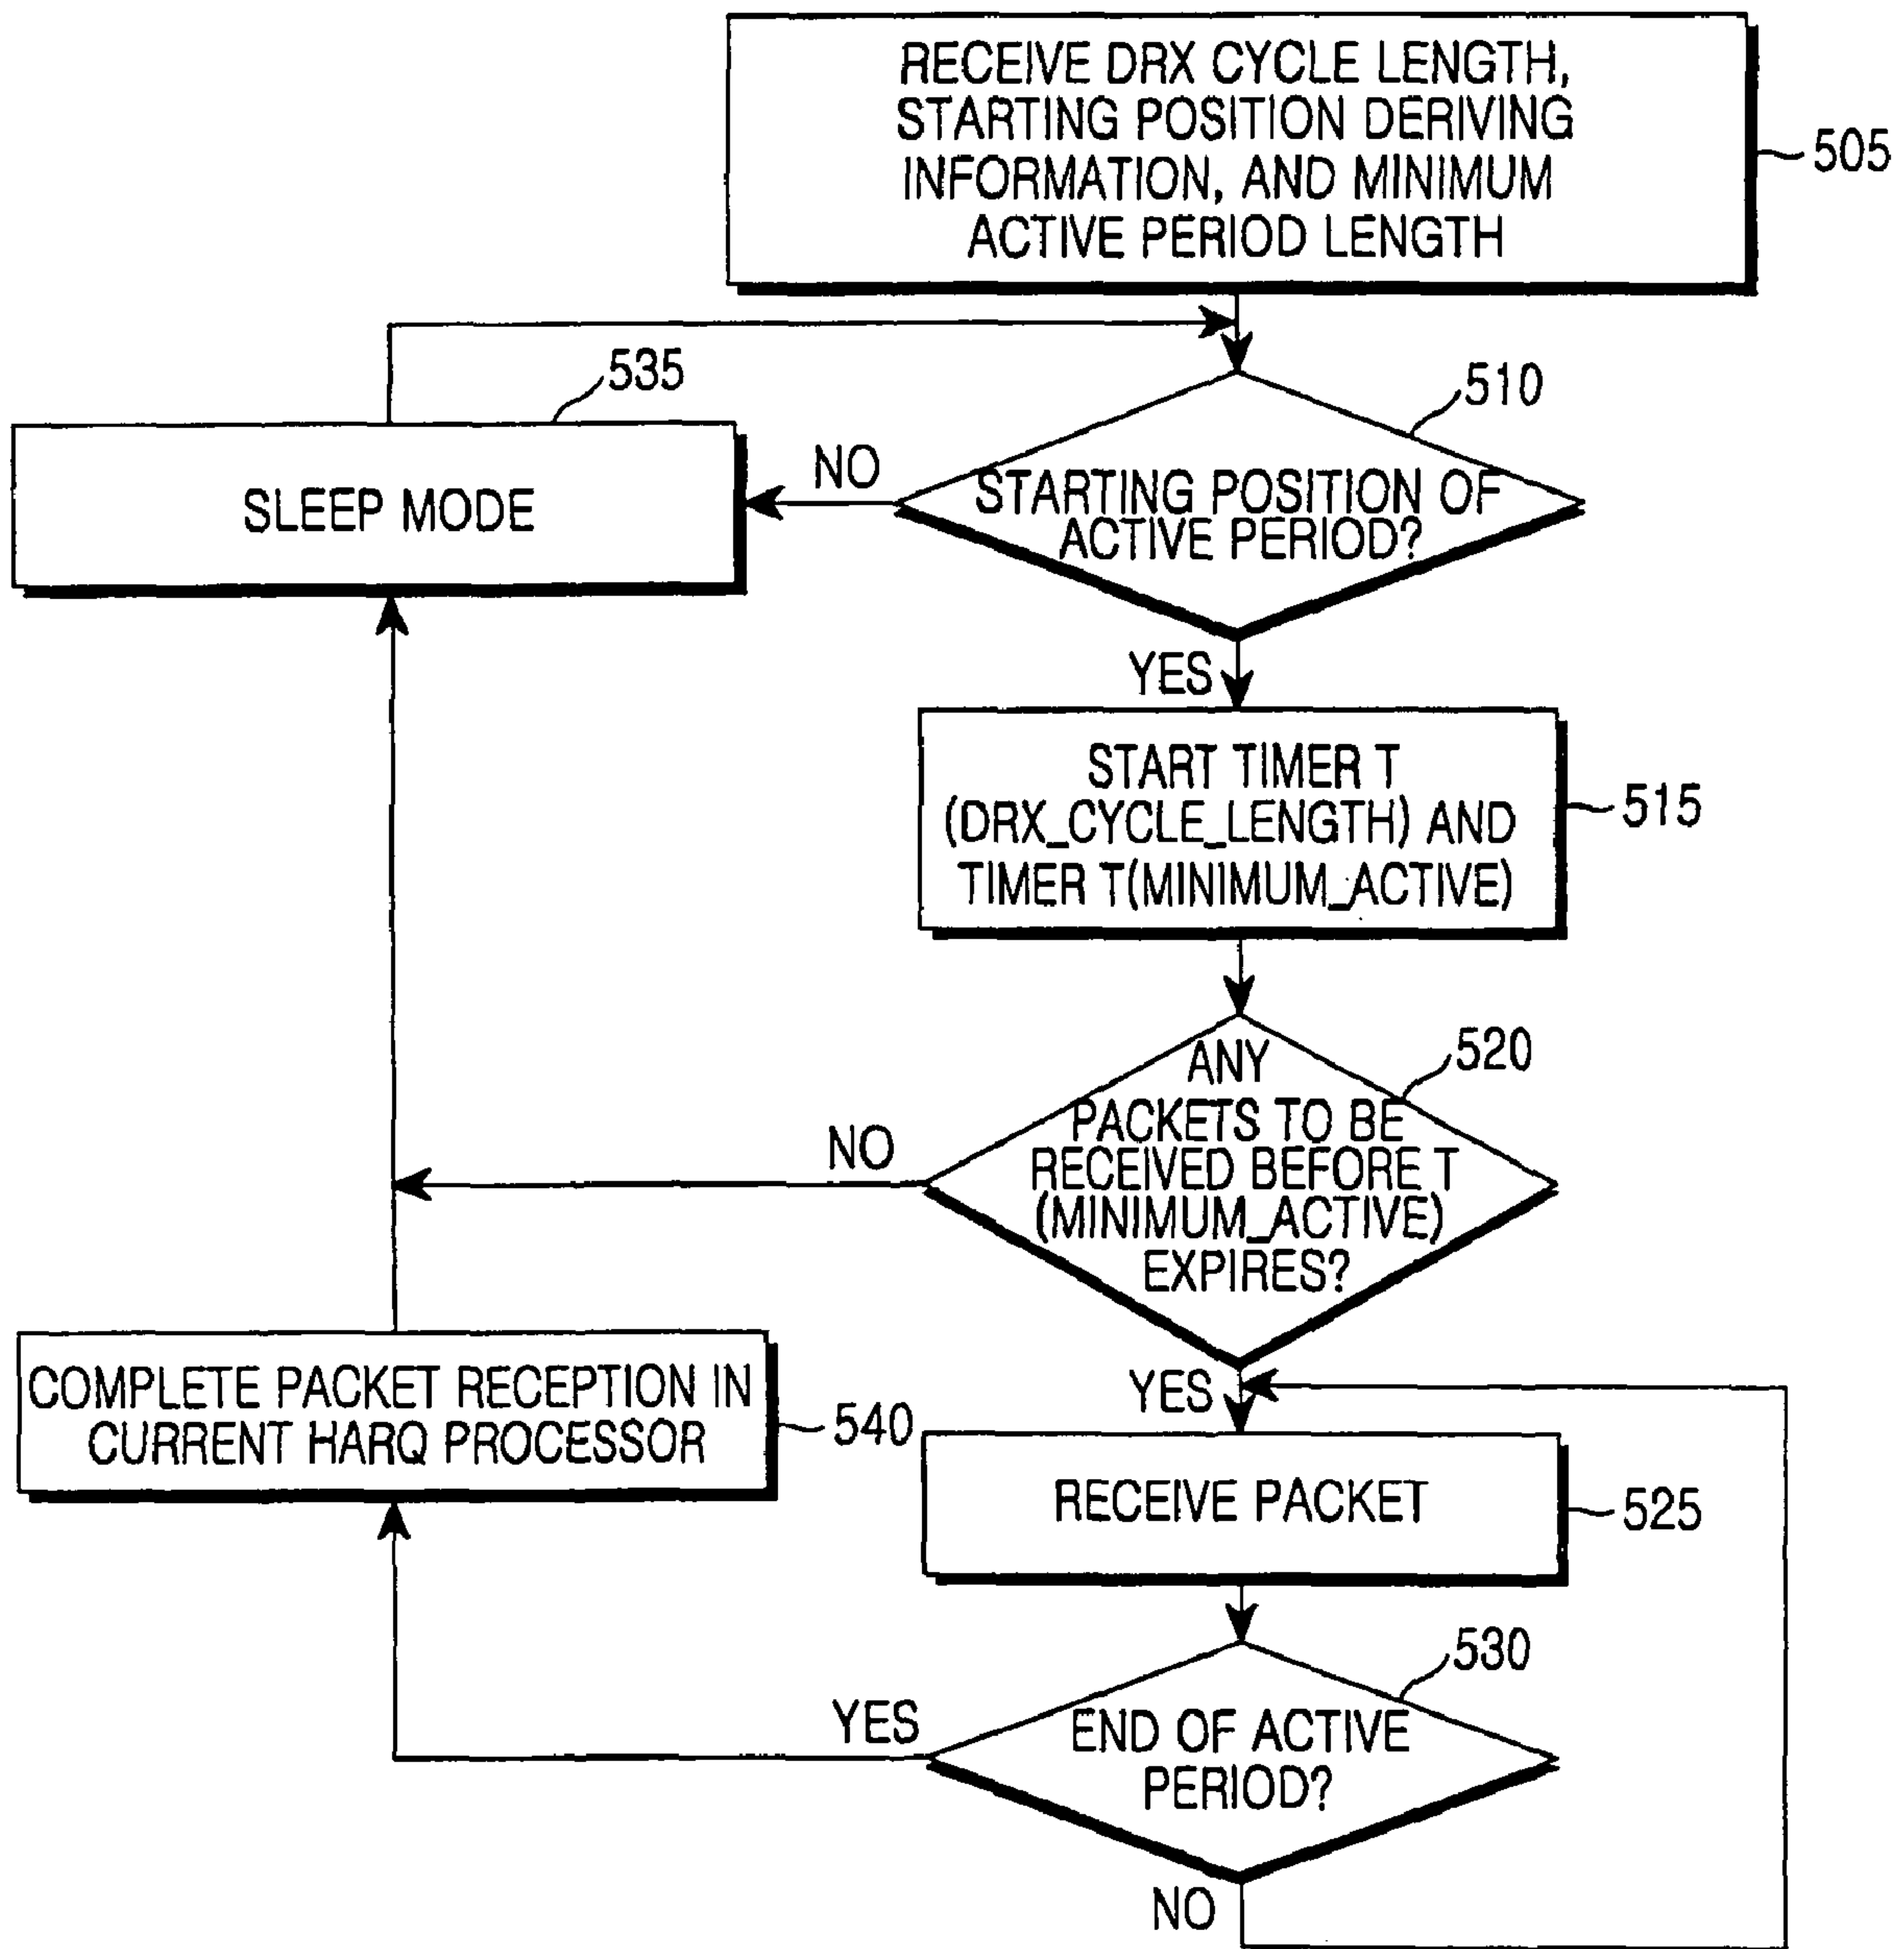 RECEIVE DRX CYCLE LENGTH,
STARTING POSITION DERIVING
INFORMATION, AND MINIMUM
ACTIVE PERIOD LENGTH
505
535
510
SLEEP MODE
NO
STARTING POSITION OF
ACTIVE PERIOD?
YES
START TIMER T
(DRX_CYCLE_LENGTH) AND
TIMER T(MINIMUM_ACTIVE)
515
520
ANY
PACKETS TO BE
RECEIVED BEFORE T
(MINIMUM_ACTIVE)
EXPIRES?
NO
YES
COMPLETE PACKET RECEPTION IN
CURRENT HARQ PROCESSOR
540
RECEIVE PACKET
525
530
END OF ACTIVE
PERIOD?
YES
NO